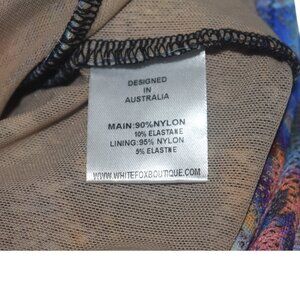 DESIGNED
IN
AUSTRALIA
MAIN:90%NYLON
10% ELASTANE
LINING:95% NYLON
5% ELASTNE
WWW.WHITEFOXBOUTIQUE.COM